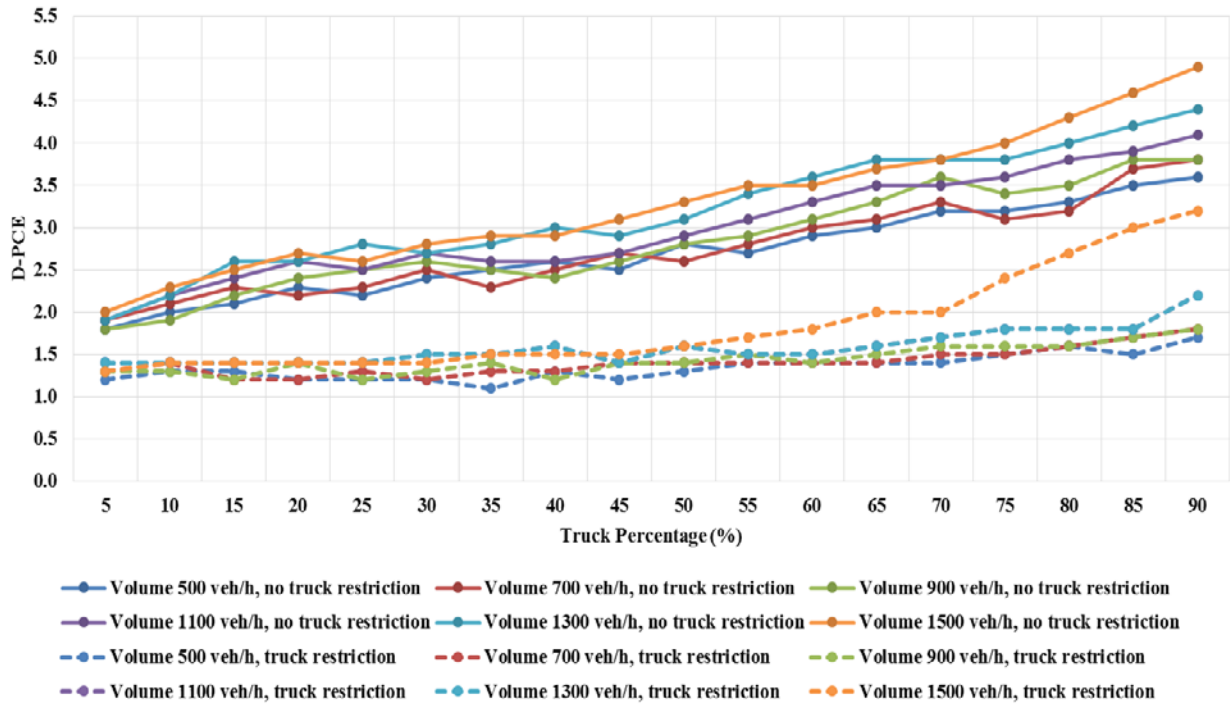 5.5
5.0
4.5
4.0
3.5
3.0
2.5
2.0
1.5
1.0
0.5
0.0
D-PCE
5 10 15 20 25 30 35 40 45 50 55 60 65 70 75 80 85 90
Truck Percentage (%)
Volume 500 veh/h, no truck restriction Volume 700 veh/h, no truck restriction Volume 900 veh/h, no truck restriction
Volume 1100 veh/h, no truck restriction Volume 1300 veh/h, no truck restriction Volume 1500 veh/h, no truck restriction
Volume 500 veh/h, truck restriction Volume 700 veh/h, truck restriction Volume 900 veh/h, truck restriction
Volume 1100 veh/h, truck restriction Volume 1300 veh/h, truck restriction Volume 1500 veh/h, truck restriction